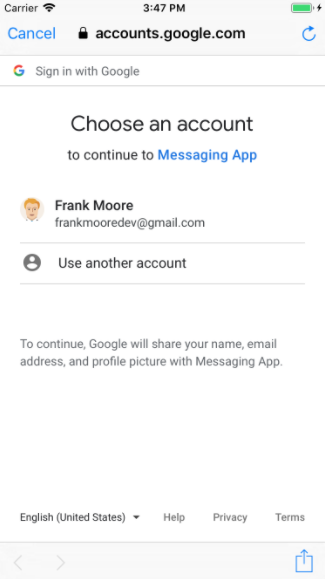 Carrier 3:47 PM
Cancel accounts.google.com
Sign in with Google
Choose an account
to continue to Messaging App
Frank Moore
frankmooredev@gmail.com
Use another account
To continue, Google will share your name, email
address, and profile picture with Messaging App.
English (United States) Help Privacy Terms